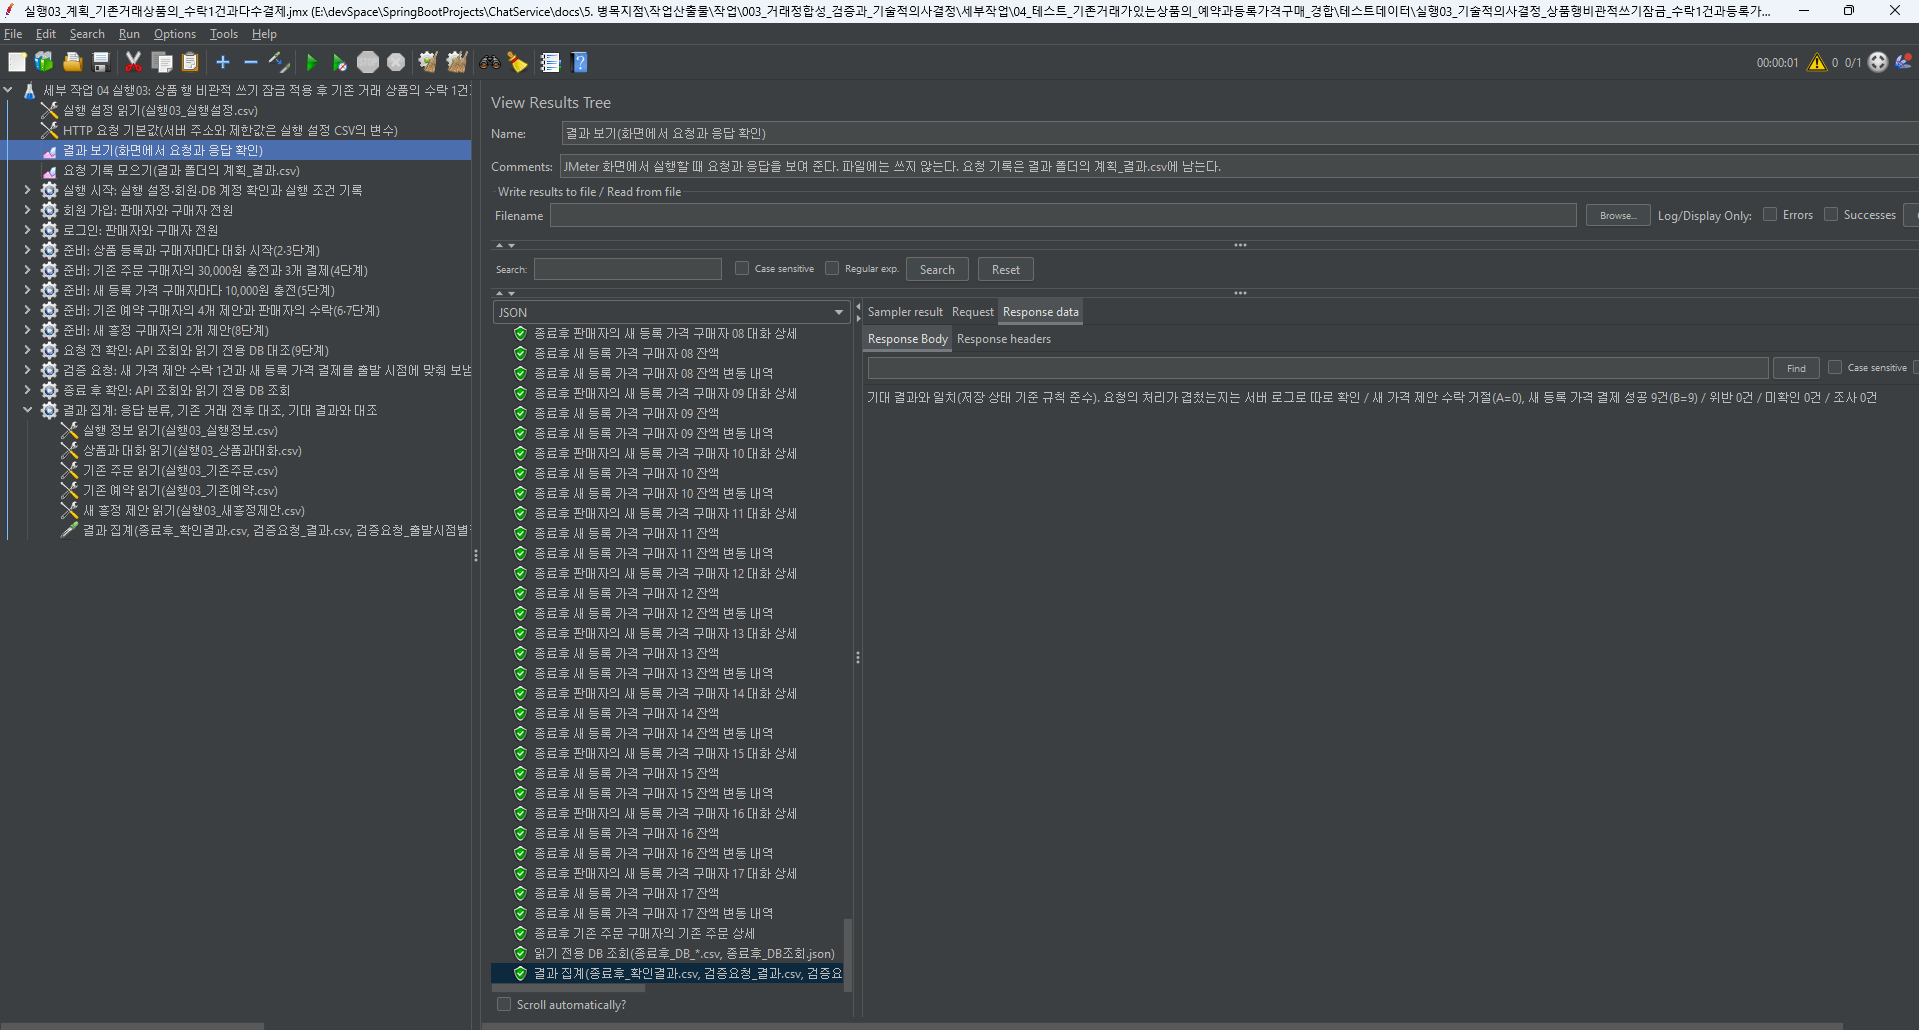 실행03_계획_기존거래상품의_수락1건과다수결제.jmx (E:\devSpace\SpringBootProjects\ChatService\docs\5. 병목지점\작업산출물\작업\003_거래정합성_검증과_기술적의사결정\세부작업\04_테스트_기존거래가있는상품의_예약과등록가격구매_경합\테스트데이터\실행03_기술적의사결정_상품행비관적쓰기잠금_수락1건과등록가...
File Edit Search Run Options Tools Help
00:00:01 0 0/1
세부 작업 04 실행03: 상품 행 비관적 쓰기 잠금 적용 후 기존 거래 상품의 수락 1건
실행 설정 읽기(실행03_실행설정.csv)
HTTP 요청 기본값(서버 주소와 제한값은 실행 설정 CSV의 변수)
결과 보기(화면에서 요청과 응답 확인)
요청 기록 모으기(결과 폴더의 계획_결과.csv)
실행 시작: 실행 설정·회원·DB 계정 확인과 실행 조건 기록
회원 가입: 판매자와 구매자 전원
로그인: 판매자와 구매자 전원
준비: 상품 등록과 구매자마다 대화 시작(2·3단계)
준비: 기존 주문 구매자의 30,000원 충전과 3개 결제(4단계)
준비: 새 등록 가격 구매자마다 10,000원 충전(5단계)
준비: 기존 예약 구매자의 4개 제안과 판매자의 수락(6·7단계)
준비: 새 흥정 구매자의 2개 제안(8단계)
요청 전 확인: API 조회와 읽기 전용 DB 대조(9단계)
검증 요청: 새 가격 제안 수락 1건과 새 등록 가격 결제를 출발 시점에 맞춰 보냄
종료 후 확인: API 조회와 읽기 전용 DB 조회
결과 집계: 응답 분류, 기존 거래 전후 대조, 기대 결과와 대조
실행 정보 읽기(실행03_실행정보.csv)
상품과 대화 읽기(실행03_상품과대화.csv)
기존 주문 읽기(실행03_기존주문.csv)
기존 예약 읽기(실행03_기존예약.csv)
새 흥정 제안 읽기(실행03_새흥정제안.csv)
결과 집계(종료후_확인결과.csv, 검증요청_결과.csv, 검증요청_출발시점별
View Results Tree
Name: 결과 보기(화면에서 요청과 응답 확인)
Comments: JMeter 화면에서 실행할 때 요청과 응답을 보여 준다. 파일에는 쓰지 않는다. 요청 기록은 결과 폴더의 계획_결과.csv에 남는다.
Write results to file / Read from file
Filename Browse... Log/Display Only: Errors Successes
Search: Case sensitive Regular exp. Search Reset
JSON
종료후 판매자의 새 등록 가격 구매자 08 대화 상세
종료후 새 등록 가격 구매자 08 잔액
종료후 새 등록 가격 구매자 08 잔액 변동 내역
종료후 판매자의 새 등록 가격 구매자 09 대화 상세
종료후 새 등록 가격 구매자 09 잔액
종료후 새 등록 가격 구매자 09 잔액 변동 내역
종료후 판매자의 새 등록 가격 구매자 10 대화 상세
종료후 새 등록 가격 구매자 10 잔액
종료후 새 등록 가격 구매자 10 잔액 변동 내역
종료후 판매자의 새 등록 가격 구매자 11 대화 상세
종료후 새 등록 가격 구매자 11 잔액
종료후 새 등록 가격 구매자 11 잔액 변동 내역
종료후 판매자의 새 등록 가격 구매자 12 대화 상세
종료후 새 등록 가격 구매자 12 잔액
종료후 새 등록 가격 구매자 12 잔액 변동 내역
종료후 판매자의 새 등록 가격 구매자 13 대화 상세
종료후 새 등록 가격 구매자 13 잔액
종료후 새 등록 가격 구매자 13 잔액 변동 내역
종료후 판매자의 새 등록 가격 구매자 14 대화 상세
종료후 새 등록 가격 구매자 14 잔액
종료후 새 등록 가격 구매자 14 잔액 변동 내역
종료후 판매자의 새 등록 가격 구매자 15 대화 상세
종료후 새 등록 가격 구매자 15 잔액
종료후 새 등록 가격 구매자 15 잔액 변동 내역
종료후 판매자의 새 등록 가격 구매자 16 대화 상세
종료후 새 등록 가격 구매자 16 잔액
종료후 새 등록 가격 구매자 16 잔액 변동 내역
종료후 판매자의 새 등록 가격 구매자 17 대화 상세
종료후 새 등록 가격 구매자 17 잔액
종료후 새 등록 가격 구매자 17 잔액 변동 내역
종료후 기존 주문 구매자의 기존 주문 상세
읽기 전용 DB 조회(종료후_DB_*.csv, 종료후_DB조회.json)
결과 집계(종료후_확인결과.csv, 검증요청_결과.csv, 검증요
Scroll automatically?
Sampler result Request Response data
Response Body Response headers
Find Case sensitive
기대 결과와 일치(저장 상태 기준 규칙 준수). 요청의 처리가 겹쳤는지는 서버 로그로 따로 확인 / 새 가격 제안 수락 거절(A=0), 새 등록 가격 결제 성공 9건(B=9) / 위반 0건 / 미확인 0건 / 조사 0건